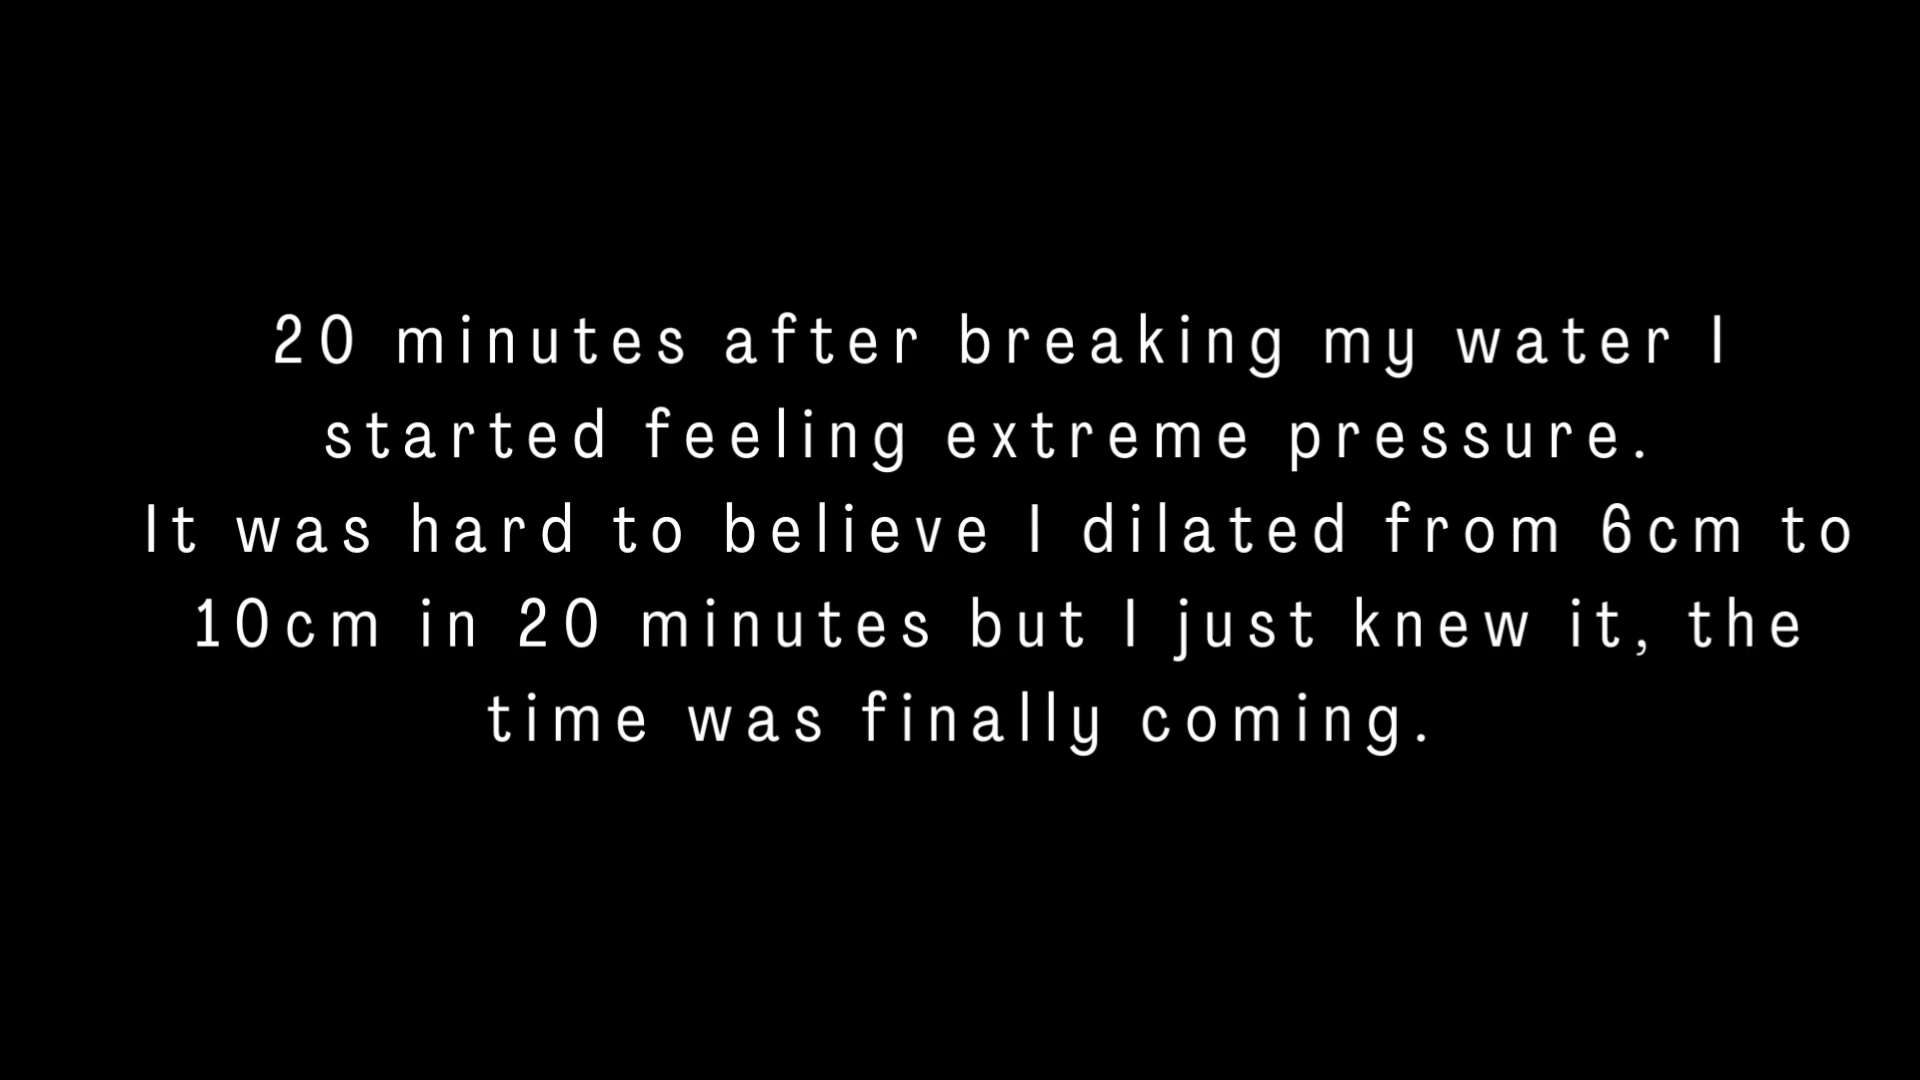 20 minutes after breaking my water I
started feeling extreme pressure.
It was hard to believe I dilated from 6cm to
10cm in 20 minutes but I just knew it, the
time was finally coming.